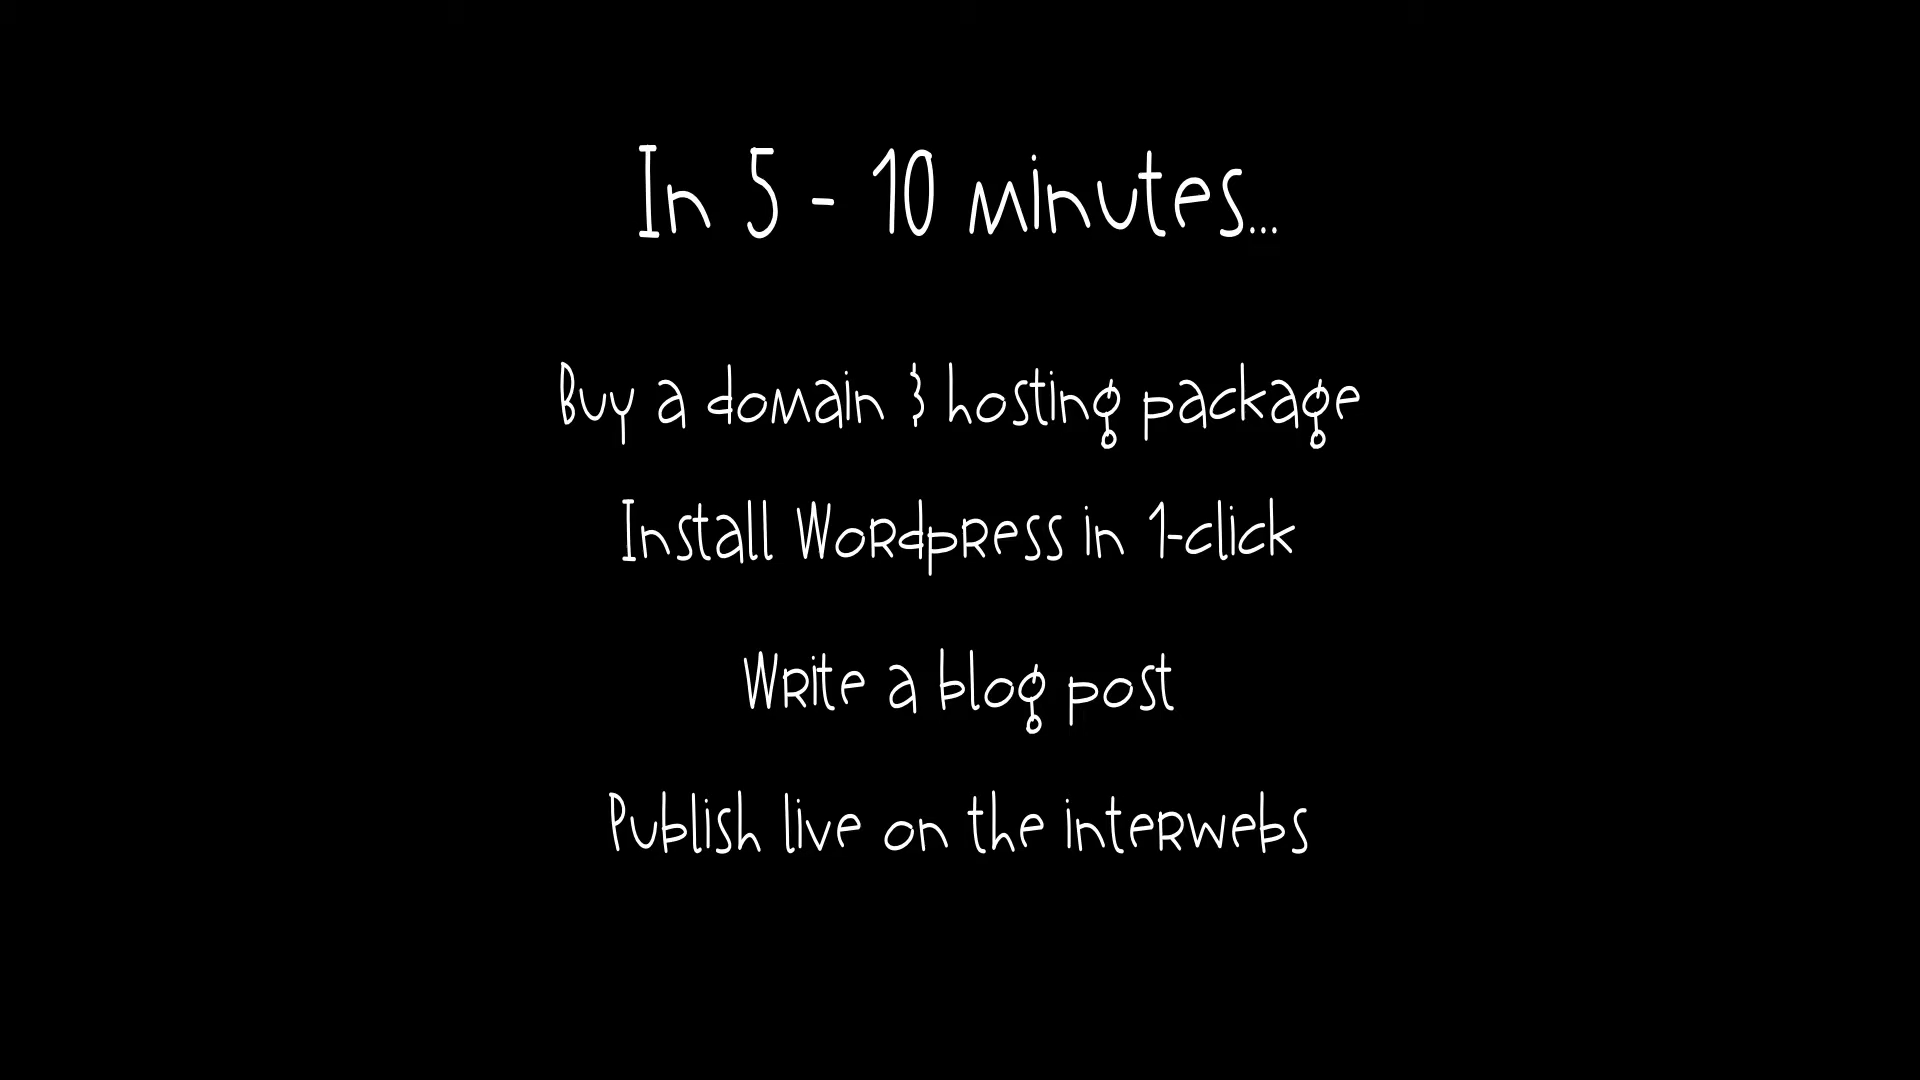 In 5 - 10 minutes...
Buy a domain & hosting package
Install Wordpress in 1-click
Write a blog post
Publish live on the interwebs